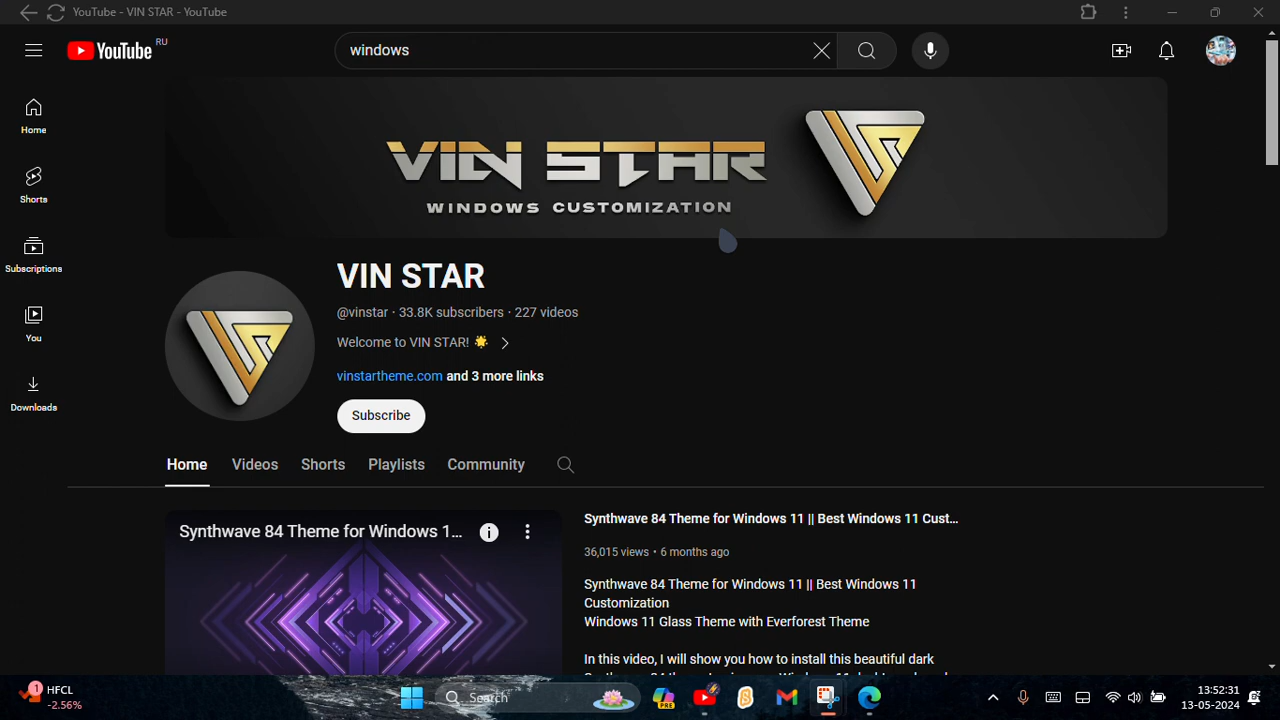 YouTube - VIN STAR - YouTube
YouTube RU
windows
VIN STAR
WINDOWS CUSTOMIZATION
Home
Shorts
Subscriptions
You
Downloads
VIN STAR
@vinstar · 33.8K subscribers · 227 videos
Welcome to VIN STAR! 🌟
vinstartheme.com and 3 more links
Subscribe
Home Videos Shorts Playlists Community
Synthwave 84 Theme for Windows 1...
Synthwave 84 Theme for Windows 11 || Best Windows 11 Cust...
36,015 views • 6 months ago
Synthwave 84 Theme for Windows 11 || Best Windows 11
Customization
Windows 11 Glass Theme with Everforest Theme
In this video, I will show you how to install this beautiful dark
1
HFCL
-2.56%
Search
PRE
13:52:31
13-05-2024